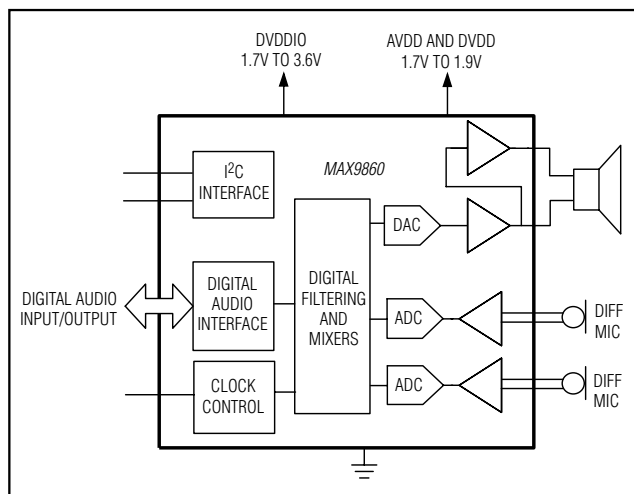 DVDDIO
1.7V TO 3.6V
AVDD AND DVDD
1.7V TO 1.9V
I²C
INTERFACE
MAX9860
DAC
DIGITAL AUDIO
INPUT/OUTPUT
DIGITAL
AUDIO
INTERFACE
DIGITAL
FILTERING
AND
MIXERS
ADC
DIFF
MIC
CLOCK
CONTROL
ADC
DIFF
MIC